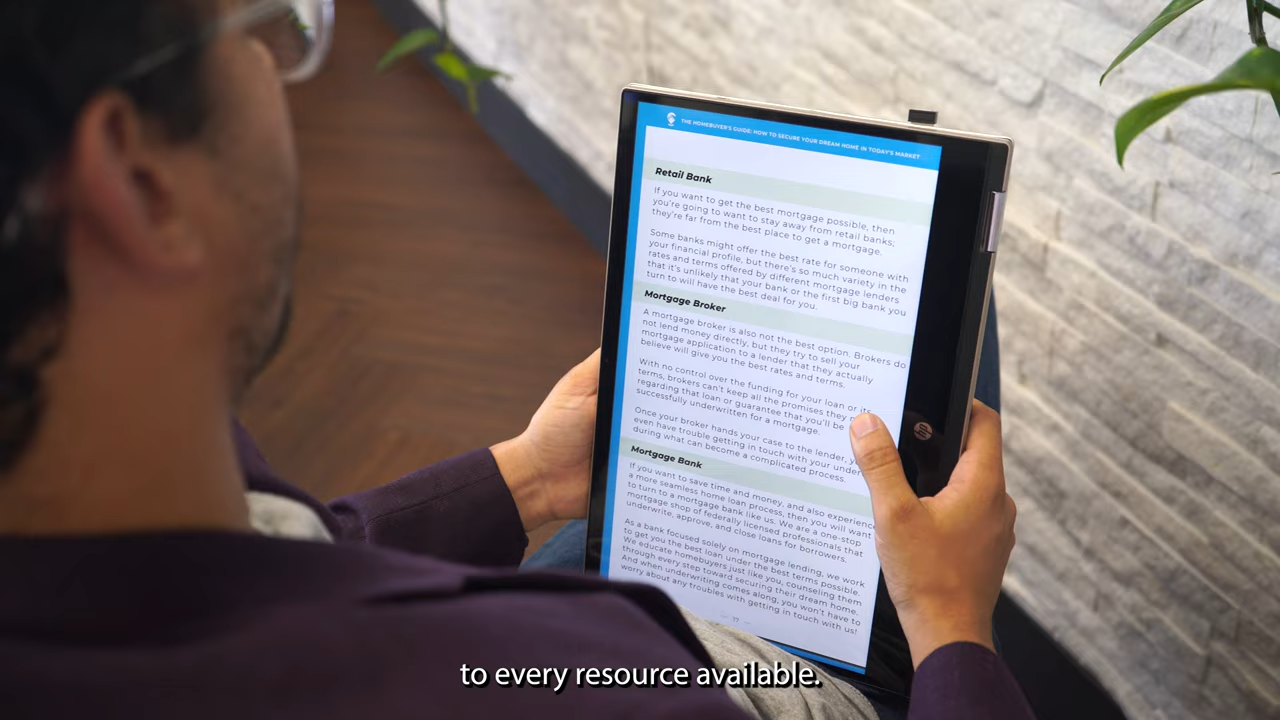 THE HOMEBUYER'S GUIDE: HOW TO SECURE YOUR DREAM HOME IN TODAY'S MARKET
Retail Bank
If you want to get the best mortgage possible, then
you're going to want to stay away from retail banks;
they're far from the best place to get a mortgage.
Some banks might offer the best rate for someone with
your financial profile, but there's so much variety in the
rates and terms offered by different mortgage lenders
that it's unlikely that your bank or the first big bank you
turn to will have the best deal for you.
Mortgage Broker
A mortgage broker is also not the best option. Brokers do
not lend money directly, but they try to sell your
mortgage application to a lender that they actually
believe will give you the best rates and terms.
With no control over the funding for your loan or its
terms, brokers can't keep all the promises they
regarding that loan or guarantee that you'll be
successfully underwritten for a mortgage.
Once your broker hands your case to the lender,
even have trouble getting in touch with your
during what can become a complicated process.
Mortgage Bank
If you want to save time and money, and also experience
a more seamless home loan process, then you will want
to turn to a mortgage bank like us. We are a one-stop
mortgage shop of federally licensed professionals that
underwrite, approve, and close loans for borrowers.
As a bank focused solely on mortgage lending, we work
to get you the best loan under the best terms possible.
We educate homebuyers just like you, counseling them
through every step toward securing their dream home.
And when underwriting comes along, you won't have to
worry about any troubles with getting in touch with us!
17
hp
to every resource available.